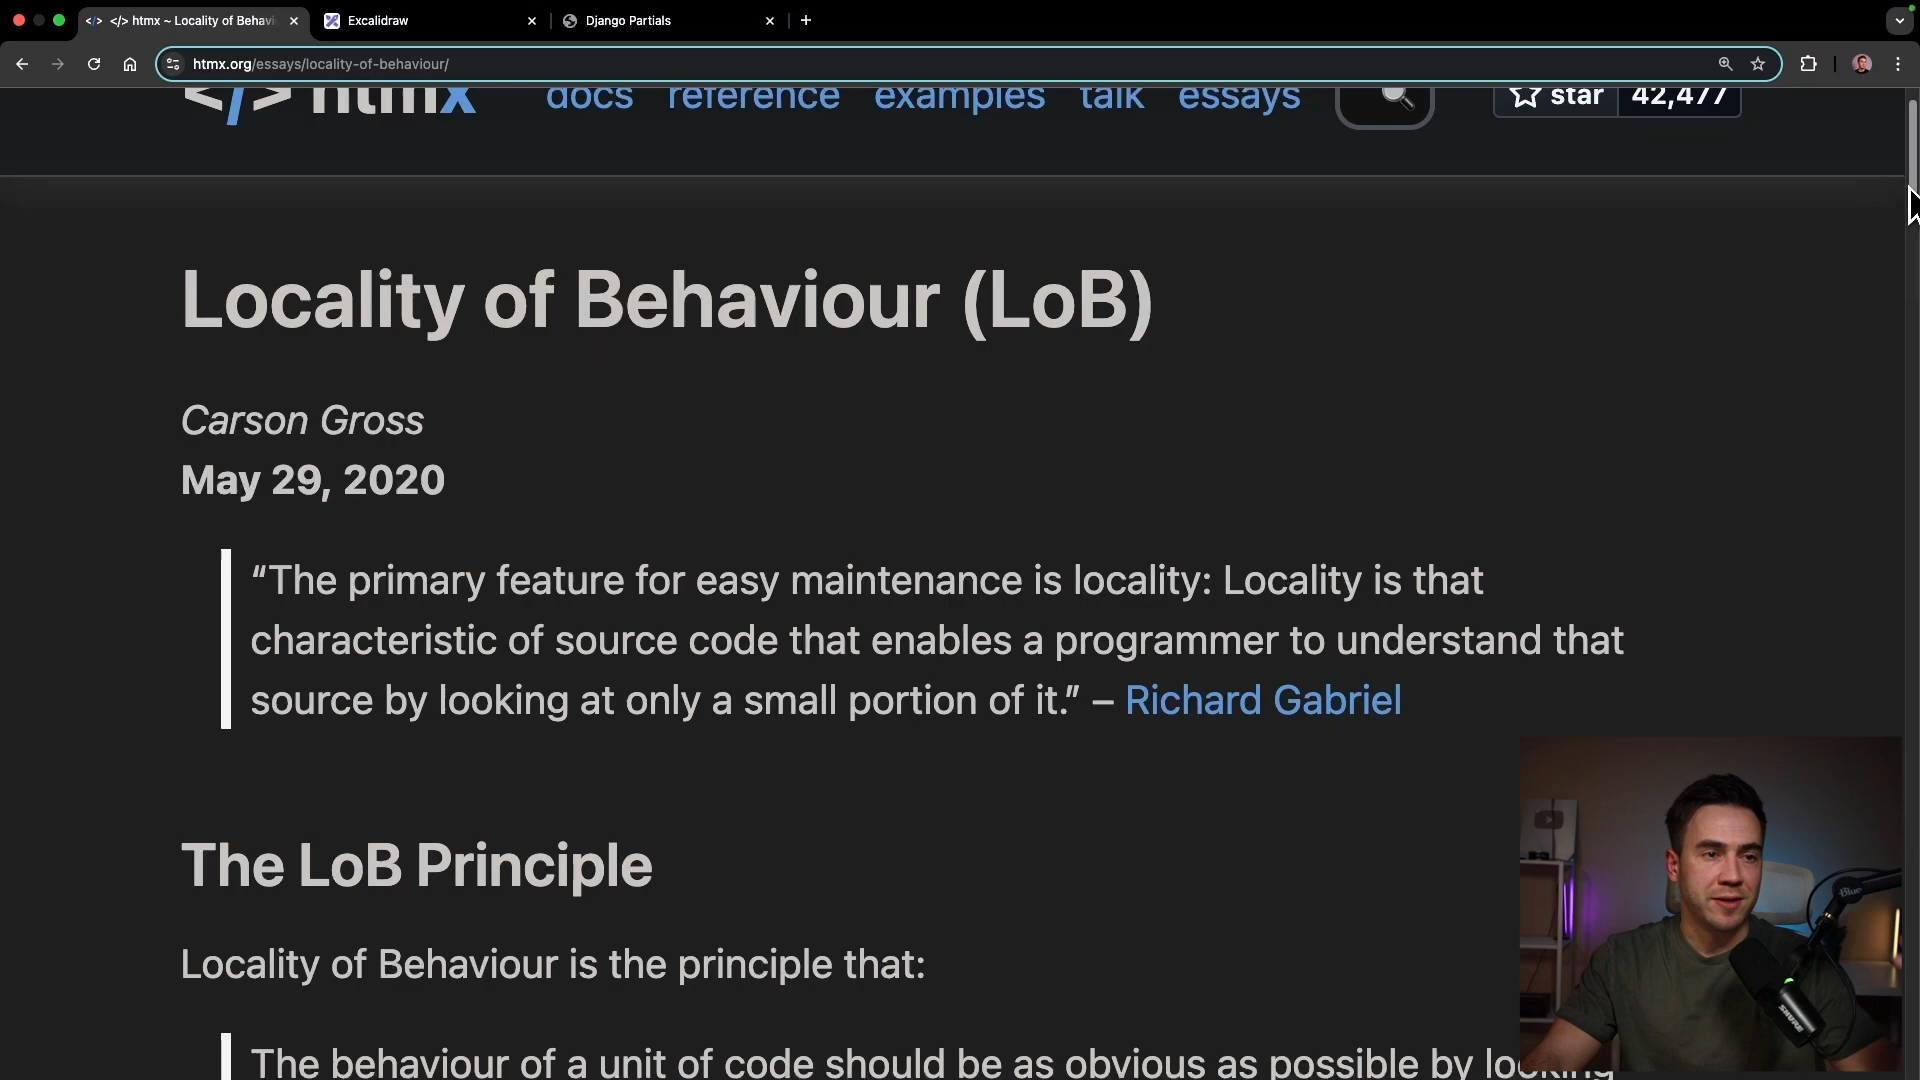 </> htmx ~ Locality of Behavi
Excalidraw
Django Partials
htmx.org/essays/locality-of-behaviour/
</> htmx
docs
reference
examples
talk
essays
star
42,477
Locality of Behaviour (LoB)
Carson Gross
May 29, 2020
“The primary feature for easy maintenance is locality: Locality is that
characteristic of source code that enables a programmer to understand that
source by looking at only a small portion of it.” – Richard Gabriel
The LoB Principle
Locality of Behaviour is the principle that:
The behaviour of a unit of code should be as obvious as possible by looking
Blue
SHURE